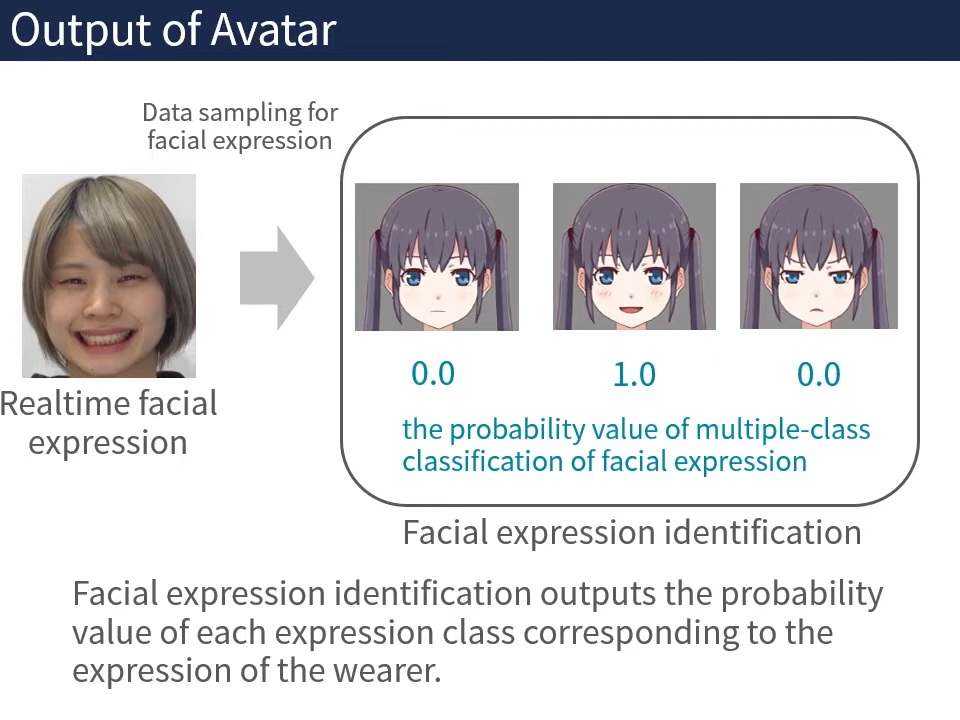 Output of Avatar
Data sampling for
facial expression
Realtime facial
expression
0.0
1.0
0.0
the probability value of multiple-class
classification of facial expression
Facial expression identification
Facial expression identification outputs the probability
value of each expression class corresponding to the
expression of the wearer.